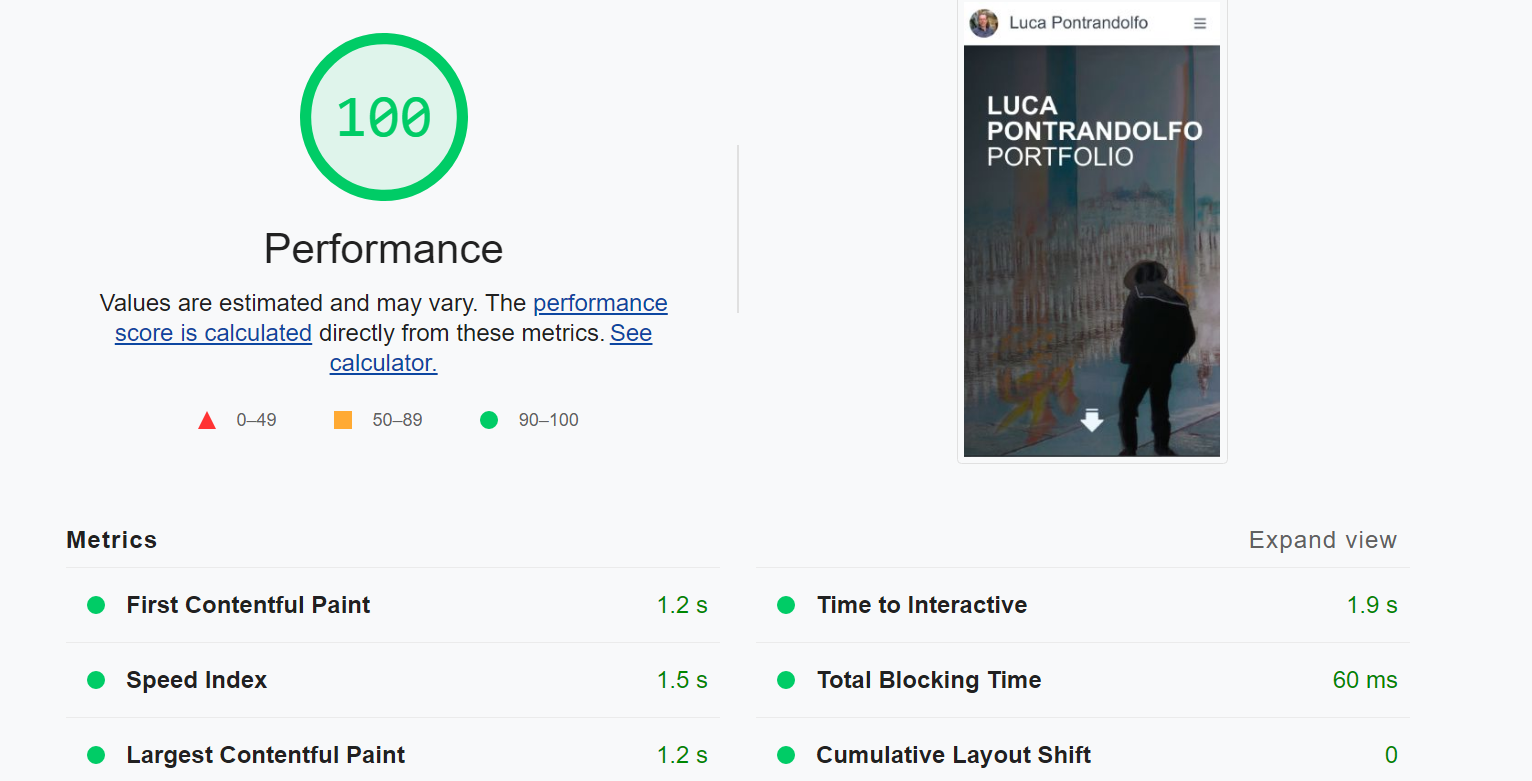 100
Performance
Values are estimated and may vary. The performance
score is calculated directly from these metrics. See
calculator.
0–49
50–89
90–100
Luca Pontrandolfo
LUCA
PONTRANDOLFO
PORTFOLIO
Metrics
Expand view
First Contentful Paint 1.2 s
Time to Interactive 1.9 s
Speed Index 1.5 s
Total Blocking Time 60 ms
Largest Contentful Paint 1.2 s
Cumulative Layout Shift 0